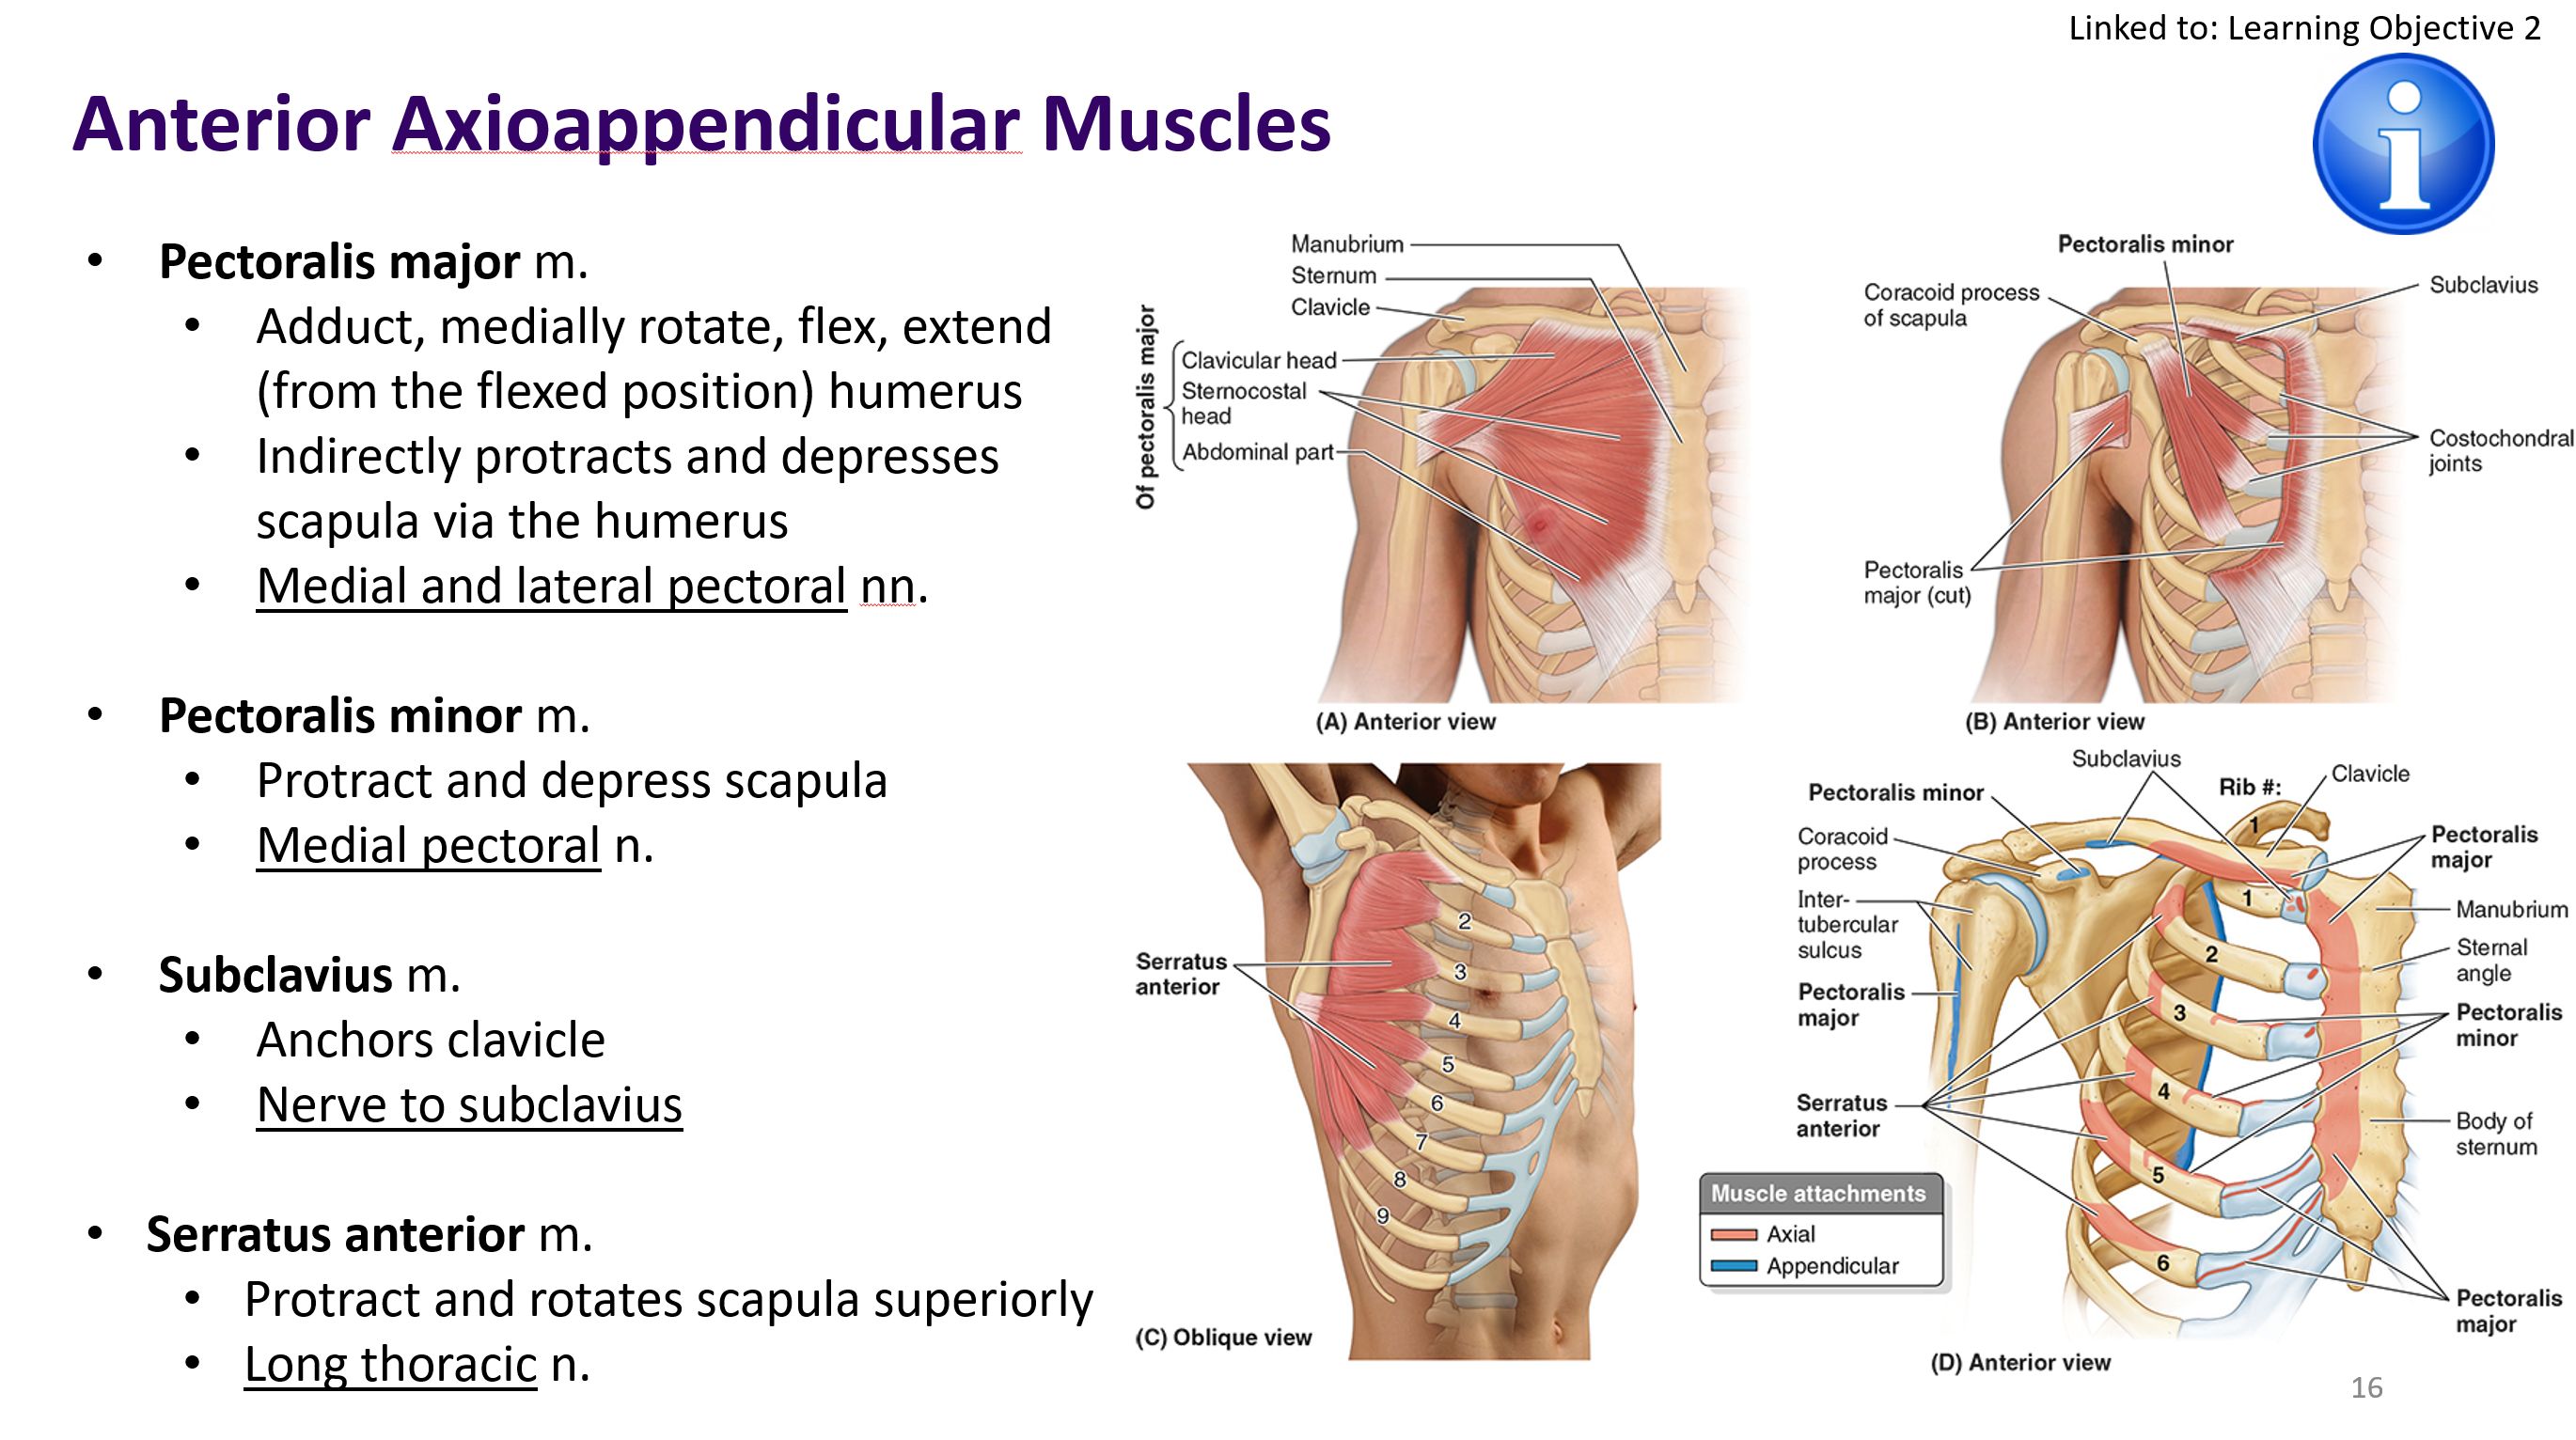 Linked to: Learning Objective 2
Anterior Axioappendicular Muscles
• Pectoralis major m.
• Adduct, medially rotate, flex, extend
(from the flexed position) humerus
• Indirectly protracts and depresses
scapula via the humerus
• Medial and lateral pectoral nn.
• Pectoralis minor m.
• Protract and depress scapula
• Medial pectoral n.
• Subclavius m.
• Anchors clavicle
• Nerve to subclavius
• Serratus anterior m.
• Protract and rotates scapula superiorly
• Long thoracic n.
Manubrium
Sternum
Clavicle
Of pectoralis major
Clavicular head
Sternocostal
head
Abdominal part
(A) Anterior view
Pectoralis minor
Coracoid process
of scapula
Subclavius
Costochondral
joints
Pectoralis
major (cut)
(B) Anterior view
Serratus
anterior
2
3
4
5
6
7
8
9
(C) Oblique view
Subclavius
Rib #:
Clavicle
Pectoralis minor
Coracoid
process
Inter-
tubercular
sulcus
Pectoralis
major
Serratus
anterior
1
1
2
3
4
5
6
Pectoralis
major
Manubrium
Sternal
angle
Pectoralis
minor
Body of
sternum
Pectoralis
major
Muscle attachments
Axial
Appendicular
(D) Anterior view
16